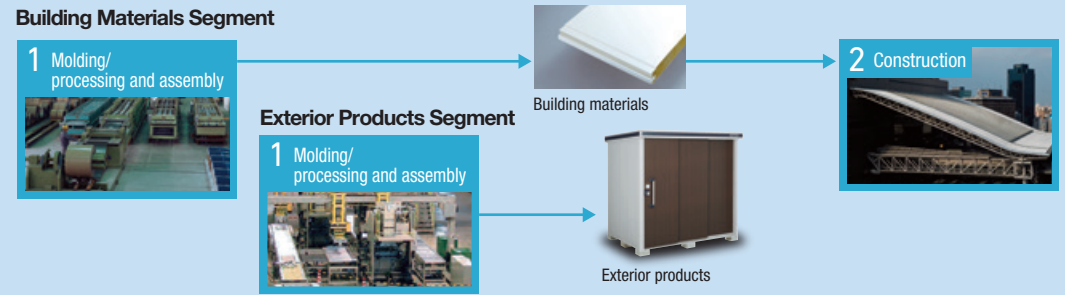 Building Materials Segment
1 Molding/
processing and assembly
Building materials
2 Construction
Exterior Products Segment
1 Molding/
processing and assembly
Exterior products